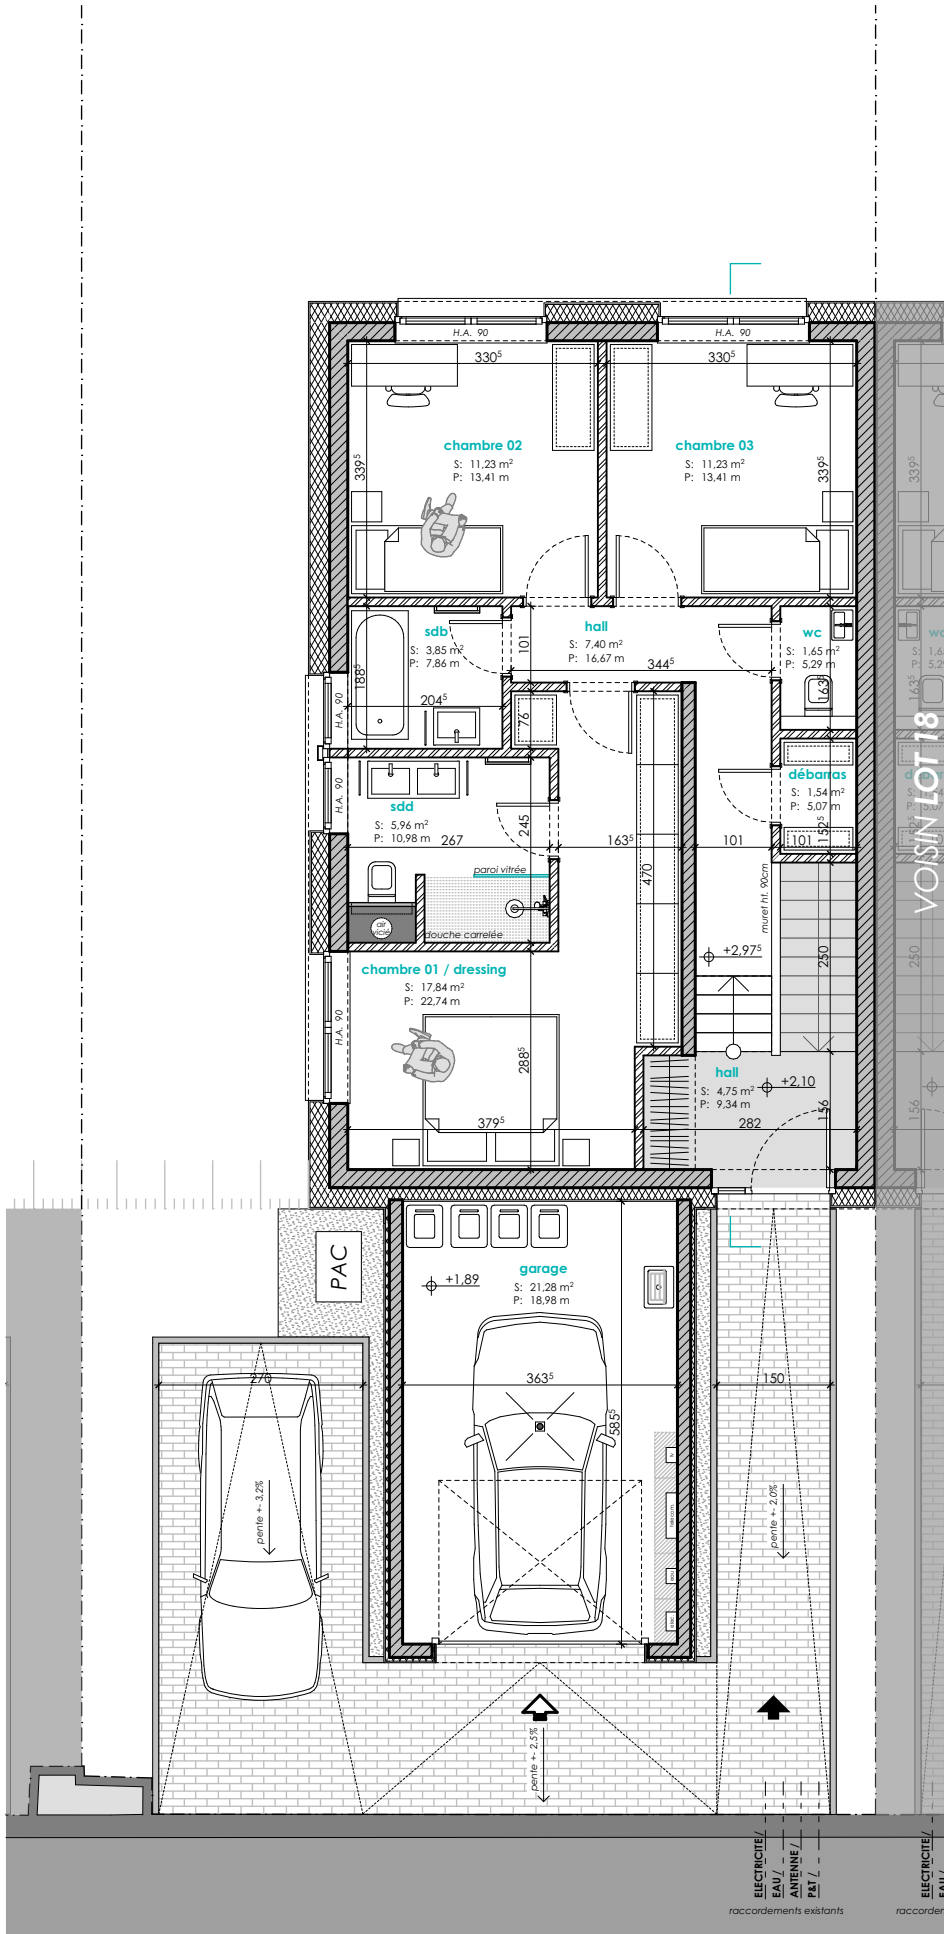 H.A. 90
H.A. 90
330⁵
330⁵
chambre 02
S: 11,23 m²
P: 13,41 m
339⁵
chambre 03
S: 11,23 m²
P: 13,41 m
339⁵
339⁵
sdb
S: 3,85 m²
P: 7,86 m
188⁵
204⁵
H.A. 90
101
hall
S: 7,40 m²
P: 16,67 m
344⁵
wc
S: 1,65 m²
P: 5,29 m
163⁵
163⁵
76
H.A. 90
sdd
S: 5,96 m²
P: 10,98 m
267
245
163⁵
470
débarras
S: 1,54 m²
P: 5,07 m
152⁵
101
101
VOISIN LOT 18
paroi vitrée
douche carrelée
air
vicié
muret ht. 90cm
+2,97⁵
250
250
chambre 01 / dressing
S: 17,84 m²
P: 22,74 m
H.A. 90
288⁵
379⁵
hall
S: 4,75 m²
P: 9,34 m
+2,10
282
156
156
PAC
garage
S: 21,28 m²
P: 18,98 m
+1,89
270
363⁵
585⁵
150
pente +- 3,2%
pente +- 2,0%
pente +- 2,5%
ELECTRICITE /
EAU /
ANTENNE /
P&T /
raccordements existants
ELECTRICITE /
EAU /